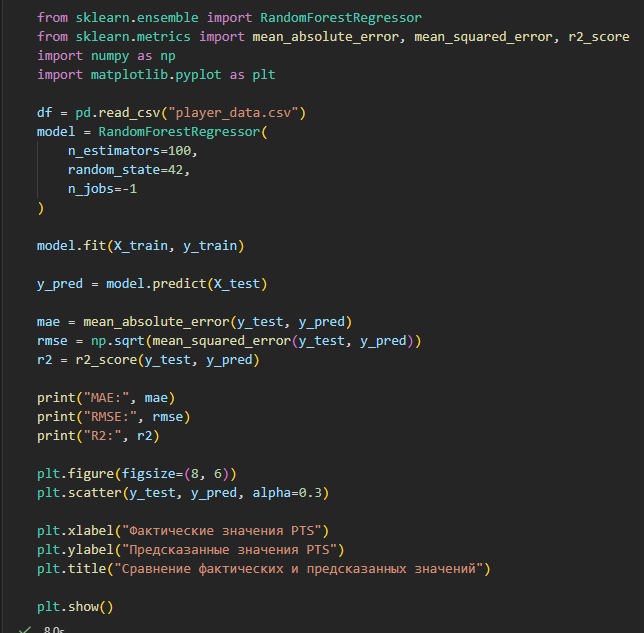 from sklearn.ensemble import RandomForestRegressor
from sklearn.metrics import mean_absolute_error, mean_squared_error, r2_score
import numpy as np
import matplotlib.pyplot as plt
df = pd.read_csv("player_data.csv")
model = RandomForestRegressor(
n_estimators=100,
random_state=42,
n_jobs=-1
)
model.fit(X_train, y_train)
y_pred = model.predict(X_test)
mae = mean_absolute_error(y_test, y_pred)
rmse = np.sqrt(mean_squared_error(y_test, y_pred))
r2 = r2_score(y_test, y_pred)
print("MAE:", mae)
print("RMSE:", rmse)
print("R2:", r2)
plt.figure(figsize=(8, 6))
plt.scatter(y_test, y_pred, alpha=0.3)
plt.xlabel("Фактические значения PTS")
plt.ylabel("Предсказанные значения PTS")
plt.title("Сравнение фактических и предсказанных значений")
plt.show()